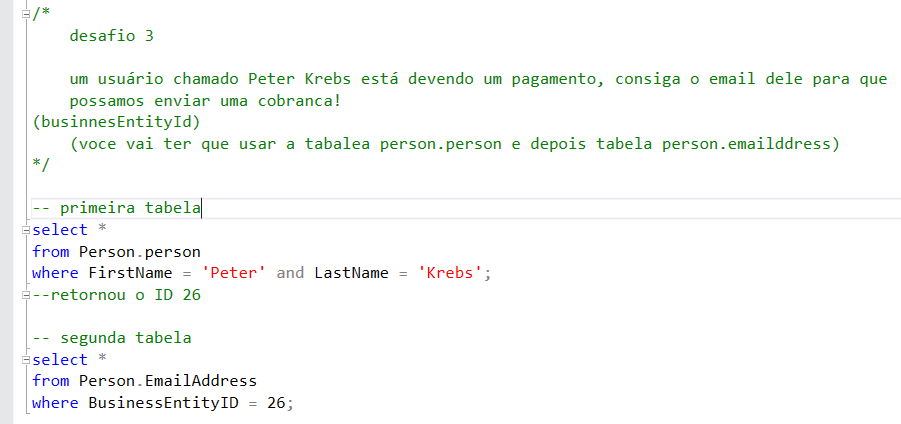 /*
desafio 3
um usuário chamado Peter Krebs está devendo um pagamento, consiga o email dele para que
possamos enviar uma cobranca!
(businnesEntityId)
(voce vai ter que usar a tabalea person.person e depois tabela person.emailddress)
*/
-- primeira tabela
select *
from Person.person
where FirstName = 'Peter' and LastName = 'Krebs';
--retornou o ID 26
-- segunda tabela
select *
from Person.EmailAddress
where BusinessEntityID = 26;